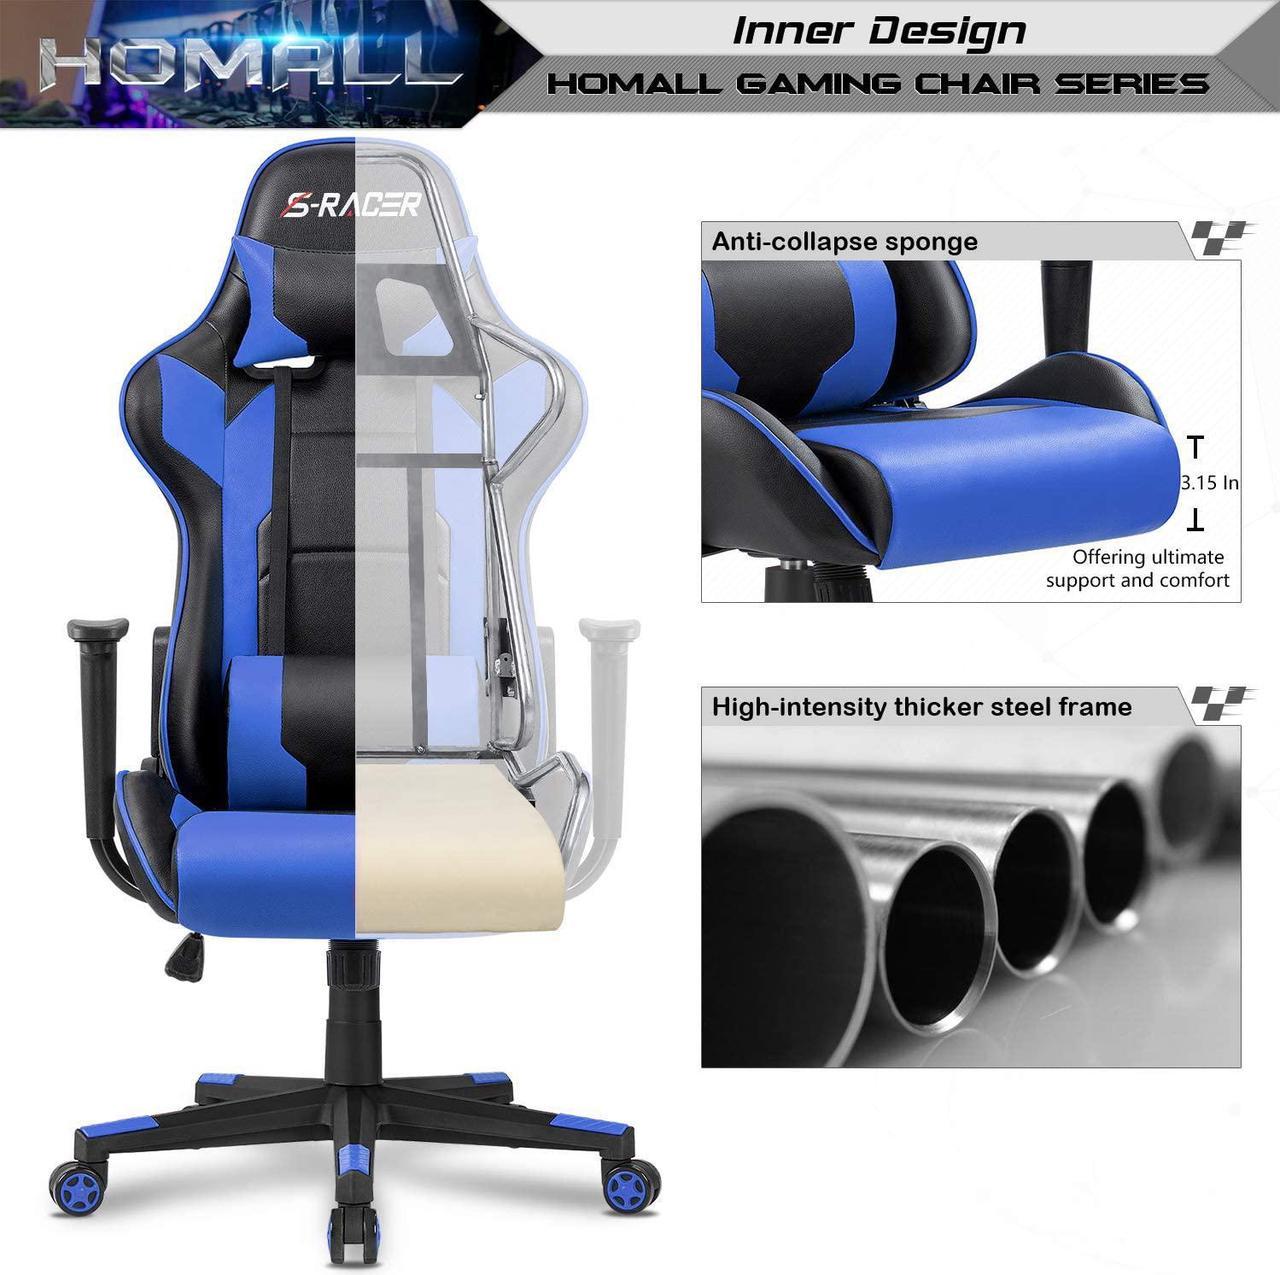 HOMALL
Inner Design
HOMALL GAMING CHAIR SERIES
S-RACER
Anti-collapse sponge
3.15 In
Offering ultimate
support and comfort
High-intensity thicker steel frame